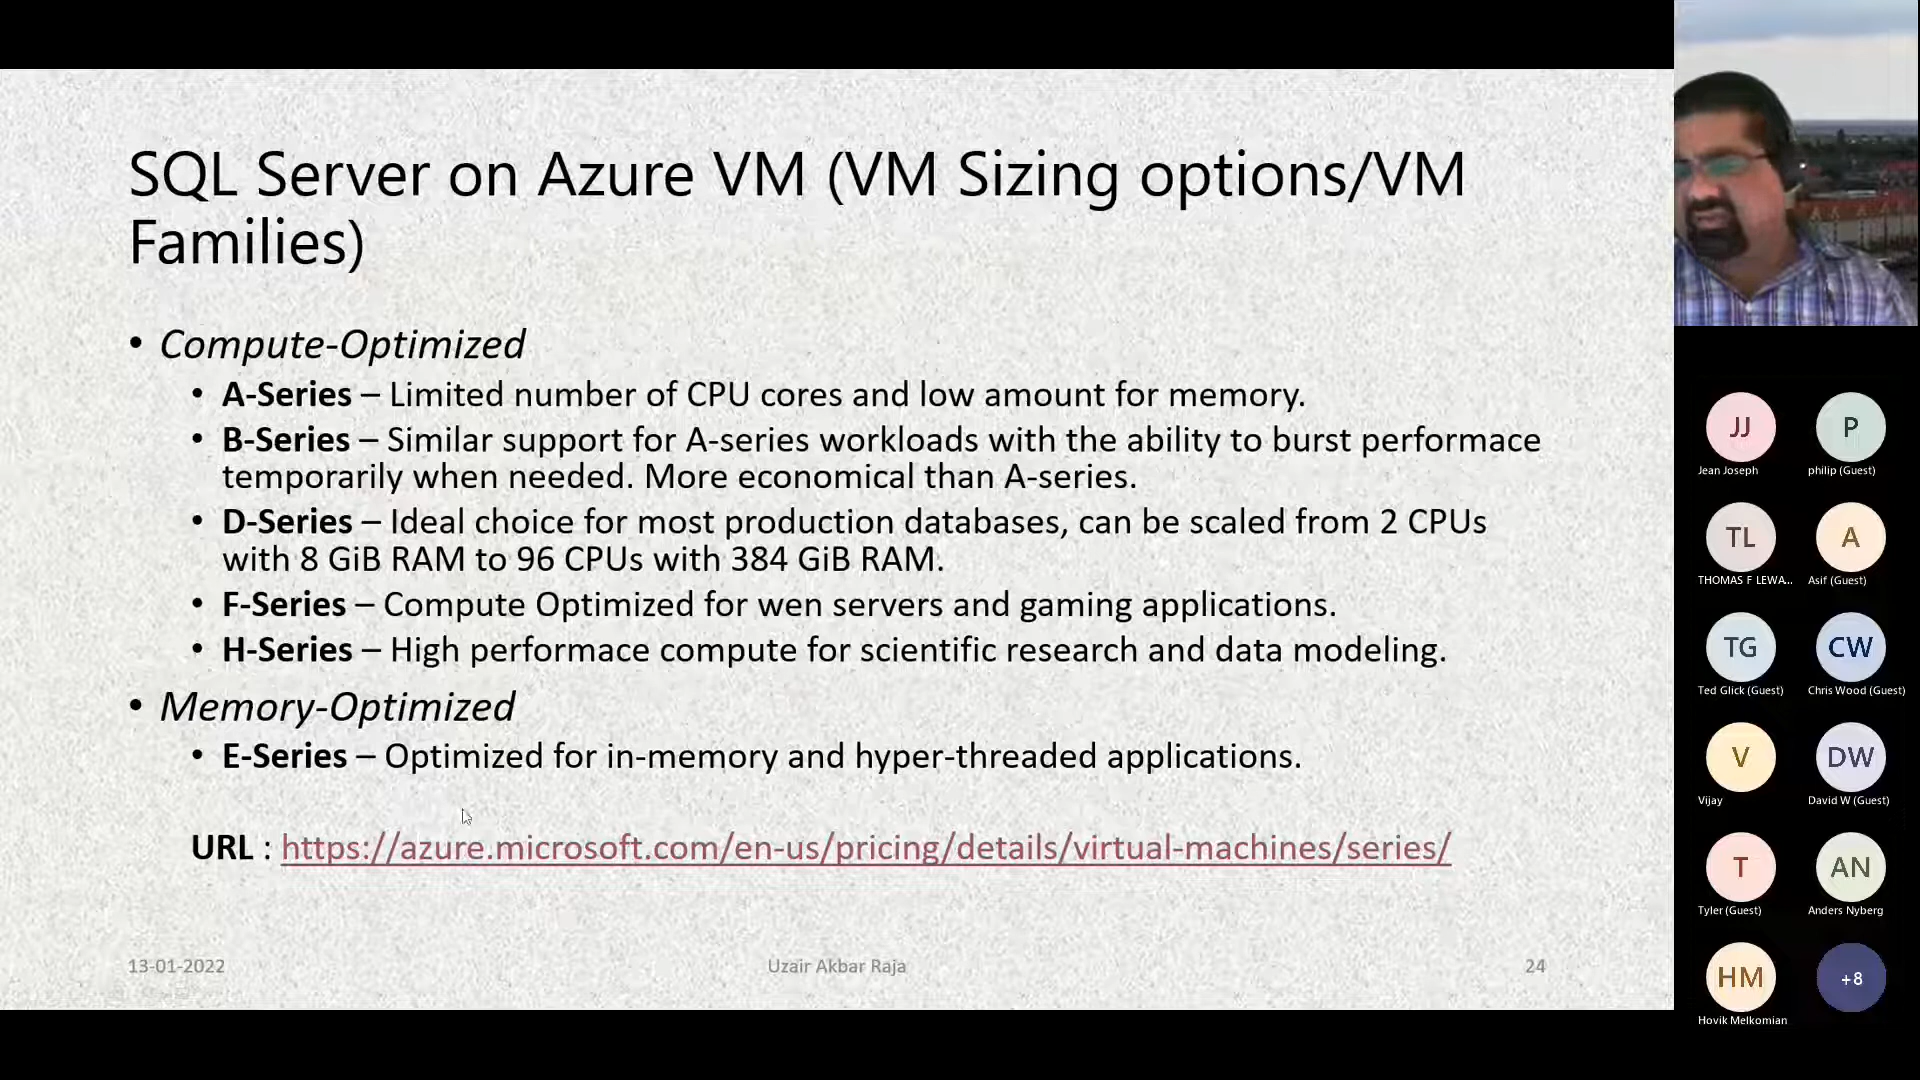 SQL Server on Azure VM (VM Sizing options/VM
Families)
• Compute-Optimized
• A-Series – Limited number of CPU cores and low amount for memory.
• B-Series – Similar support for A-series workloads with the ability to burst performace
temporarily when needed. More economical than A-series.
• D-Series – Ideal choice for most production databases, can be scaled from 2 CPUs
with 8 GiB RAM to 96 CPUs with 384 GiB RAM.
• F-Series – Compute Optimized for wen servers and gaming applications.
• H-Series – High performace compute for scientific research and data modeling.
• Memory-Optimized
• E-Series – Optimized for in-memory and hyper-threaded applications.
URL : https://azure.microsoft.com/en-us/pricing/details/virtual-machines/series/
13-01-2022
Uzair Akbar Raja
24
JJ
Jean Joseph
P
philip (Guest)
TL
THOMAS F LEWA...
A
Asif (Guest)
TG
Ted Glick (Guest)
CW
Chris Wood (Guest)
V
Vijay
DW
David W (Guest)
T
Tyler (Guest)
AN
Anders Nyberg
HM
Hovik Melkomian
+8